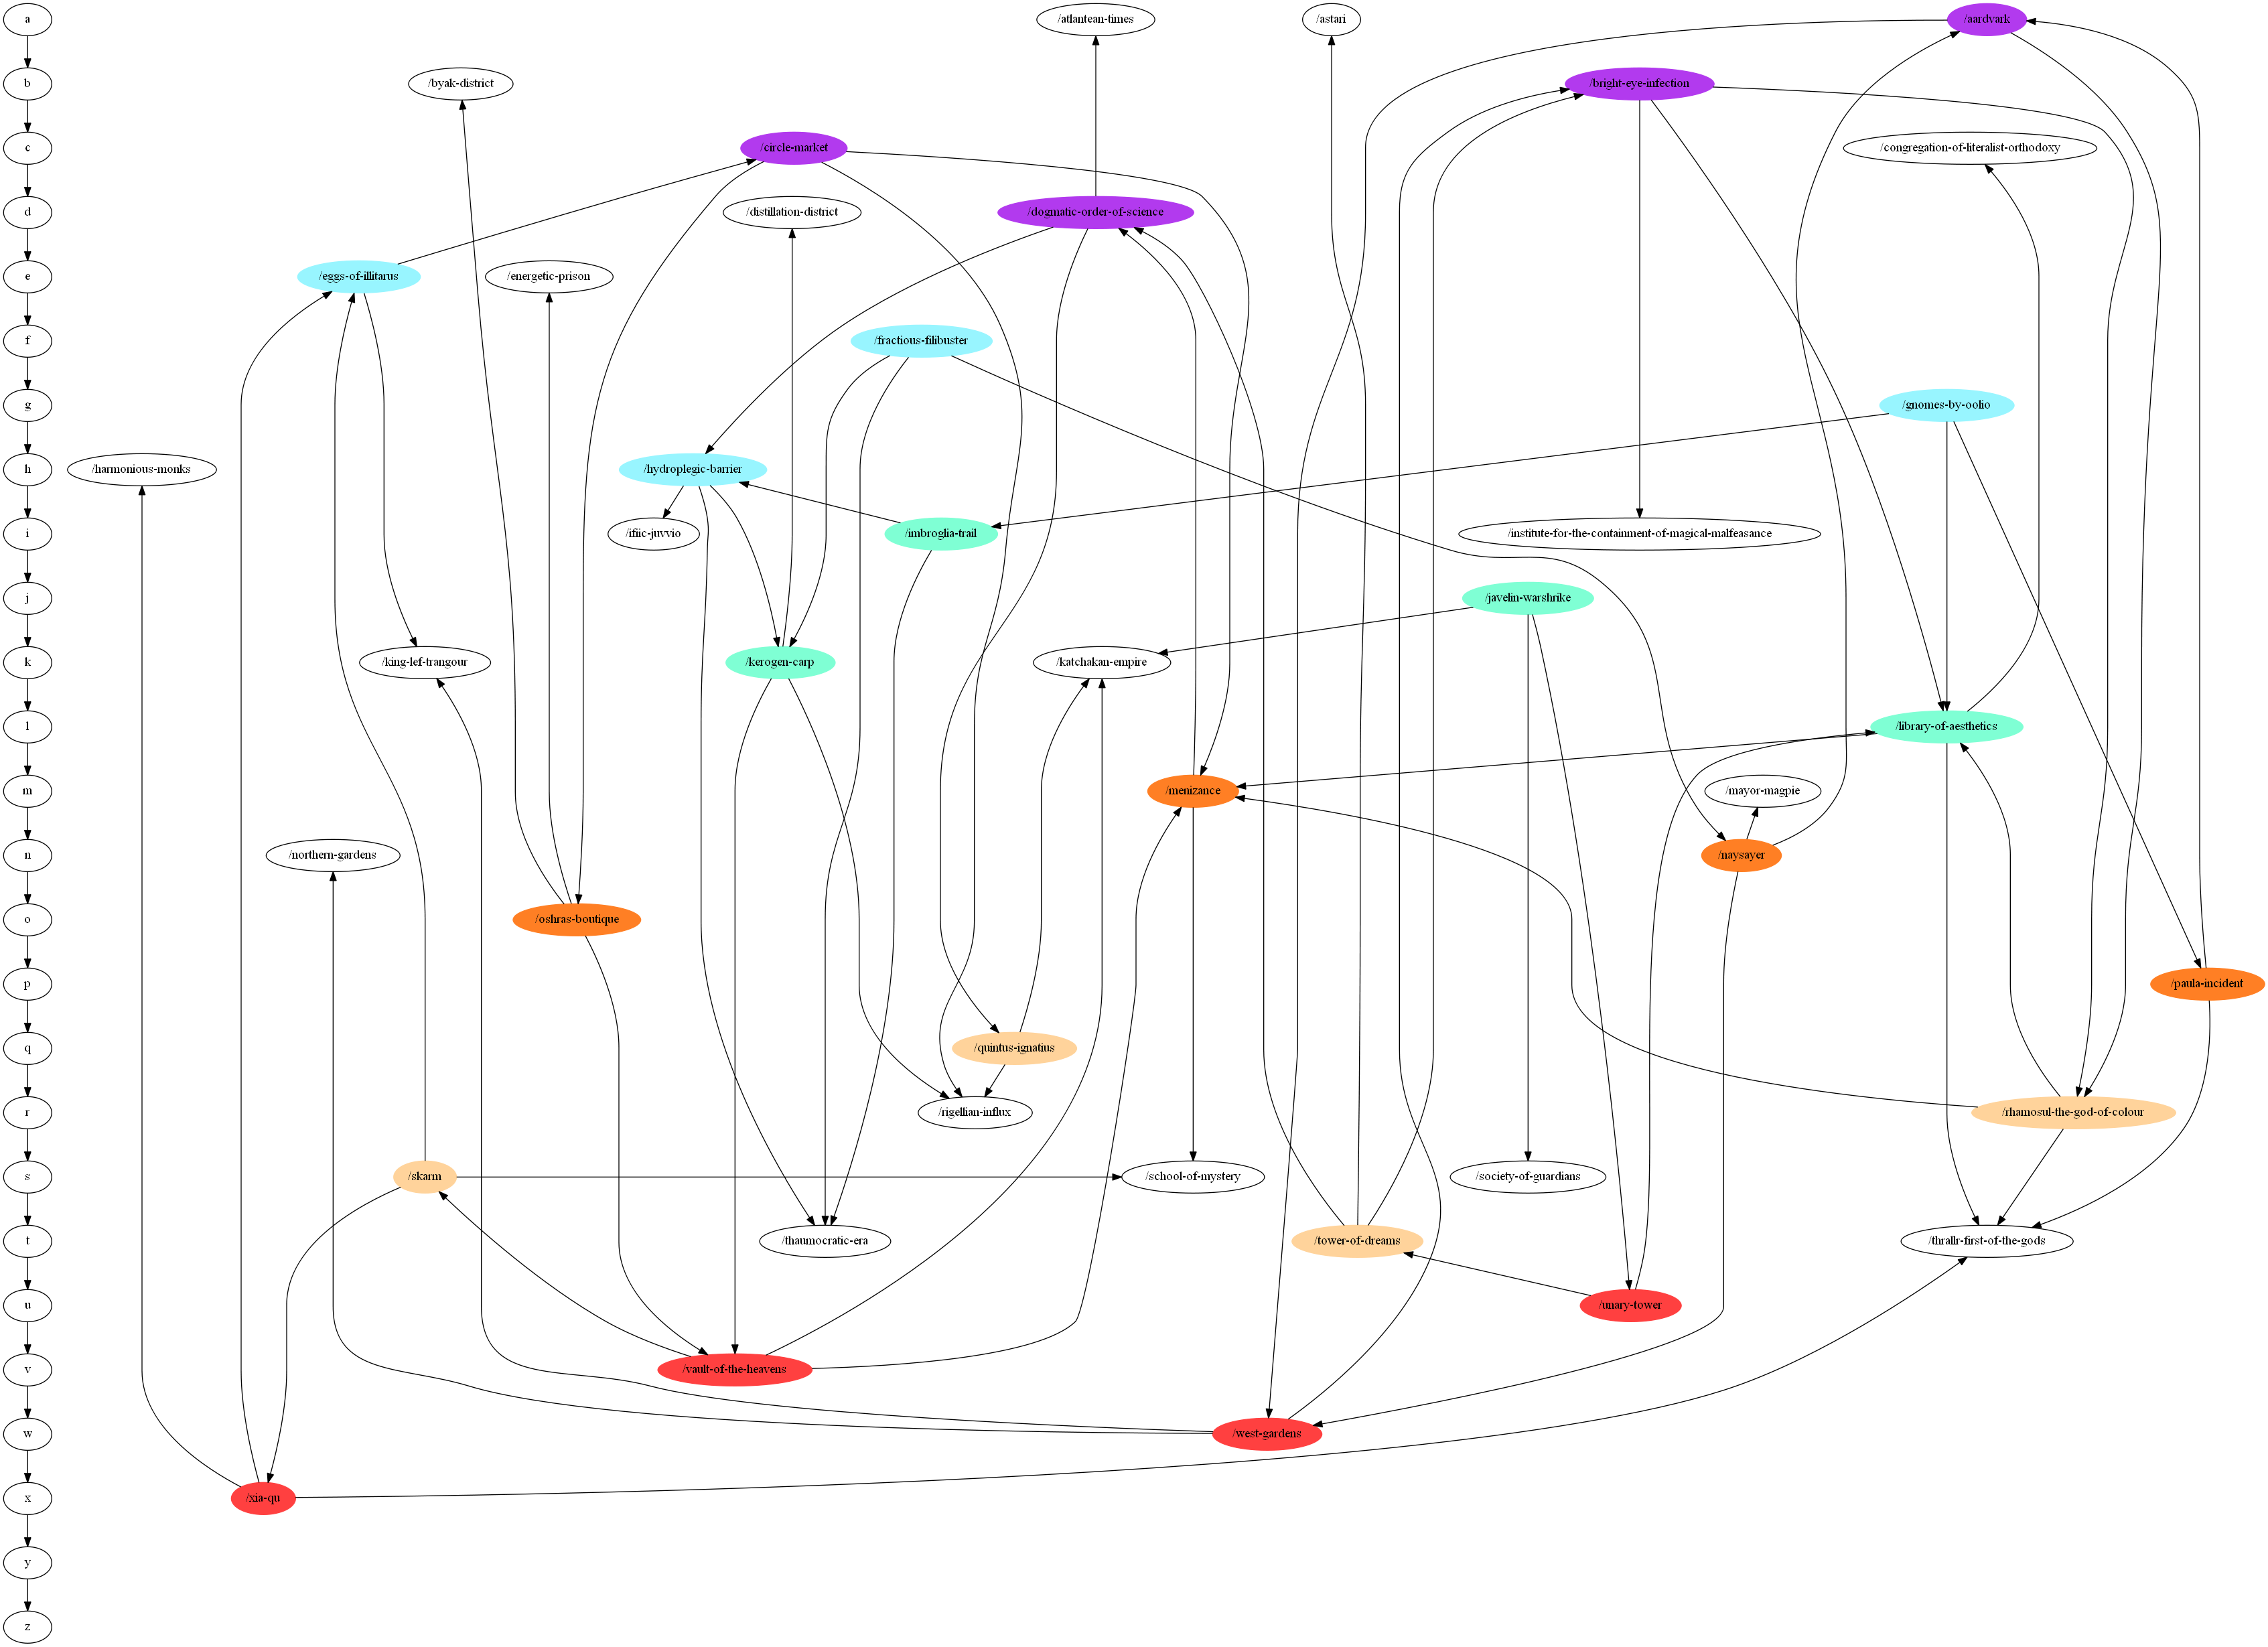 a
/atlantean-times
/astari
/aardvark
b
/byak-district
/bright-eye-infection
c
/circle-market
/congregation-of-literalist-orthodoxy
d
/distillation-district
/dogmatic-order-of-science
e
/eggs-of-illitarus
/energetic-prison
f
/fractious-filibuster
g
/gnomes-by-oolio
h
/harmonious-monks
/hydroplegic-barrier
i
/ifiic-juvvio
/imbroglia-trail
/institute-for-the-containment-of-magical-malfeasance
j
/javelin-warshrike
k
/king-lef-trangour
/kerogen-carp
/katchakan-empire
l
/library-of-aesthetics
m
/menizance
/mayor-magpie
n
/northern-gardens
/naysayer
o
/oshras-boutique
p
/paula-incident
q
/quintus-ignatius
r
/rigellian-influx
/rhamosul-the-god-of-colour
s
/skarm
/school-of-mystery
/society-of-guardians
t
/thaumocratic-era
/tower-of-dreams
/thrallr-first-of-the-gods
u
/unary-tower
v
/vault-of-the-heavens
w
/west-gardens
x
/xia-qu
y
z